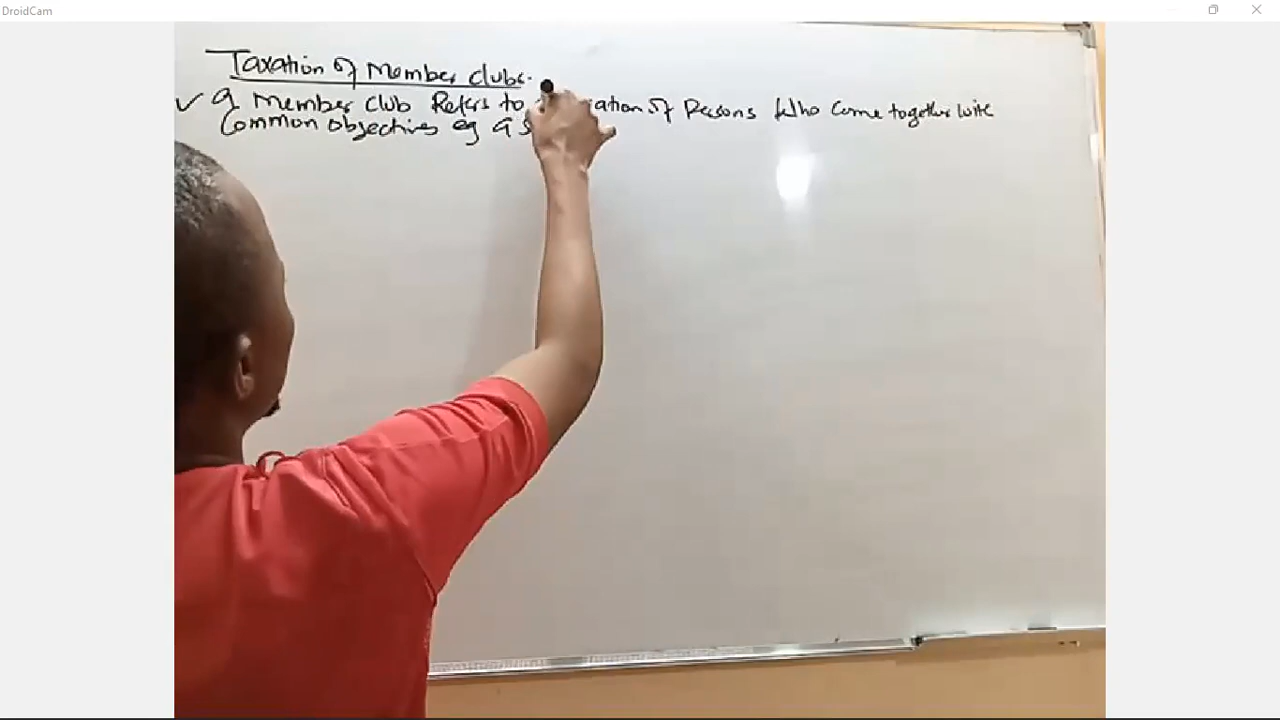 DroidCam
Taxation of Member clubs.
a Member Club Refers to ation of Persons Who come together with
Common objectives eg a S